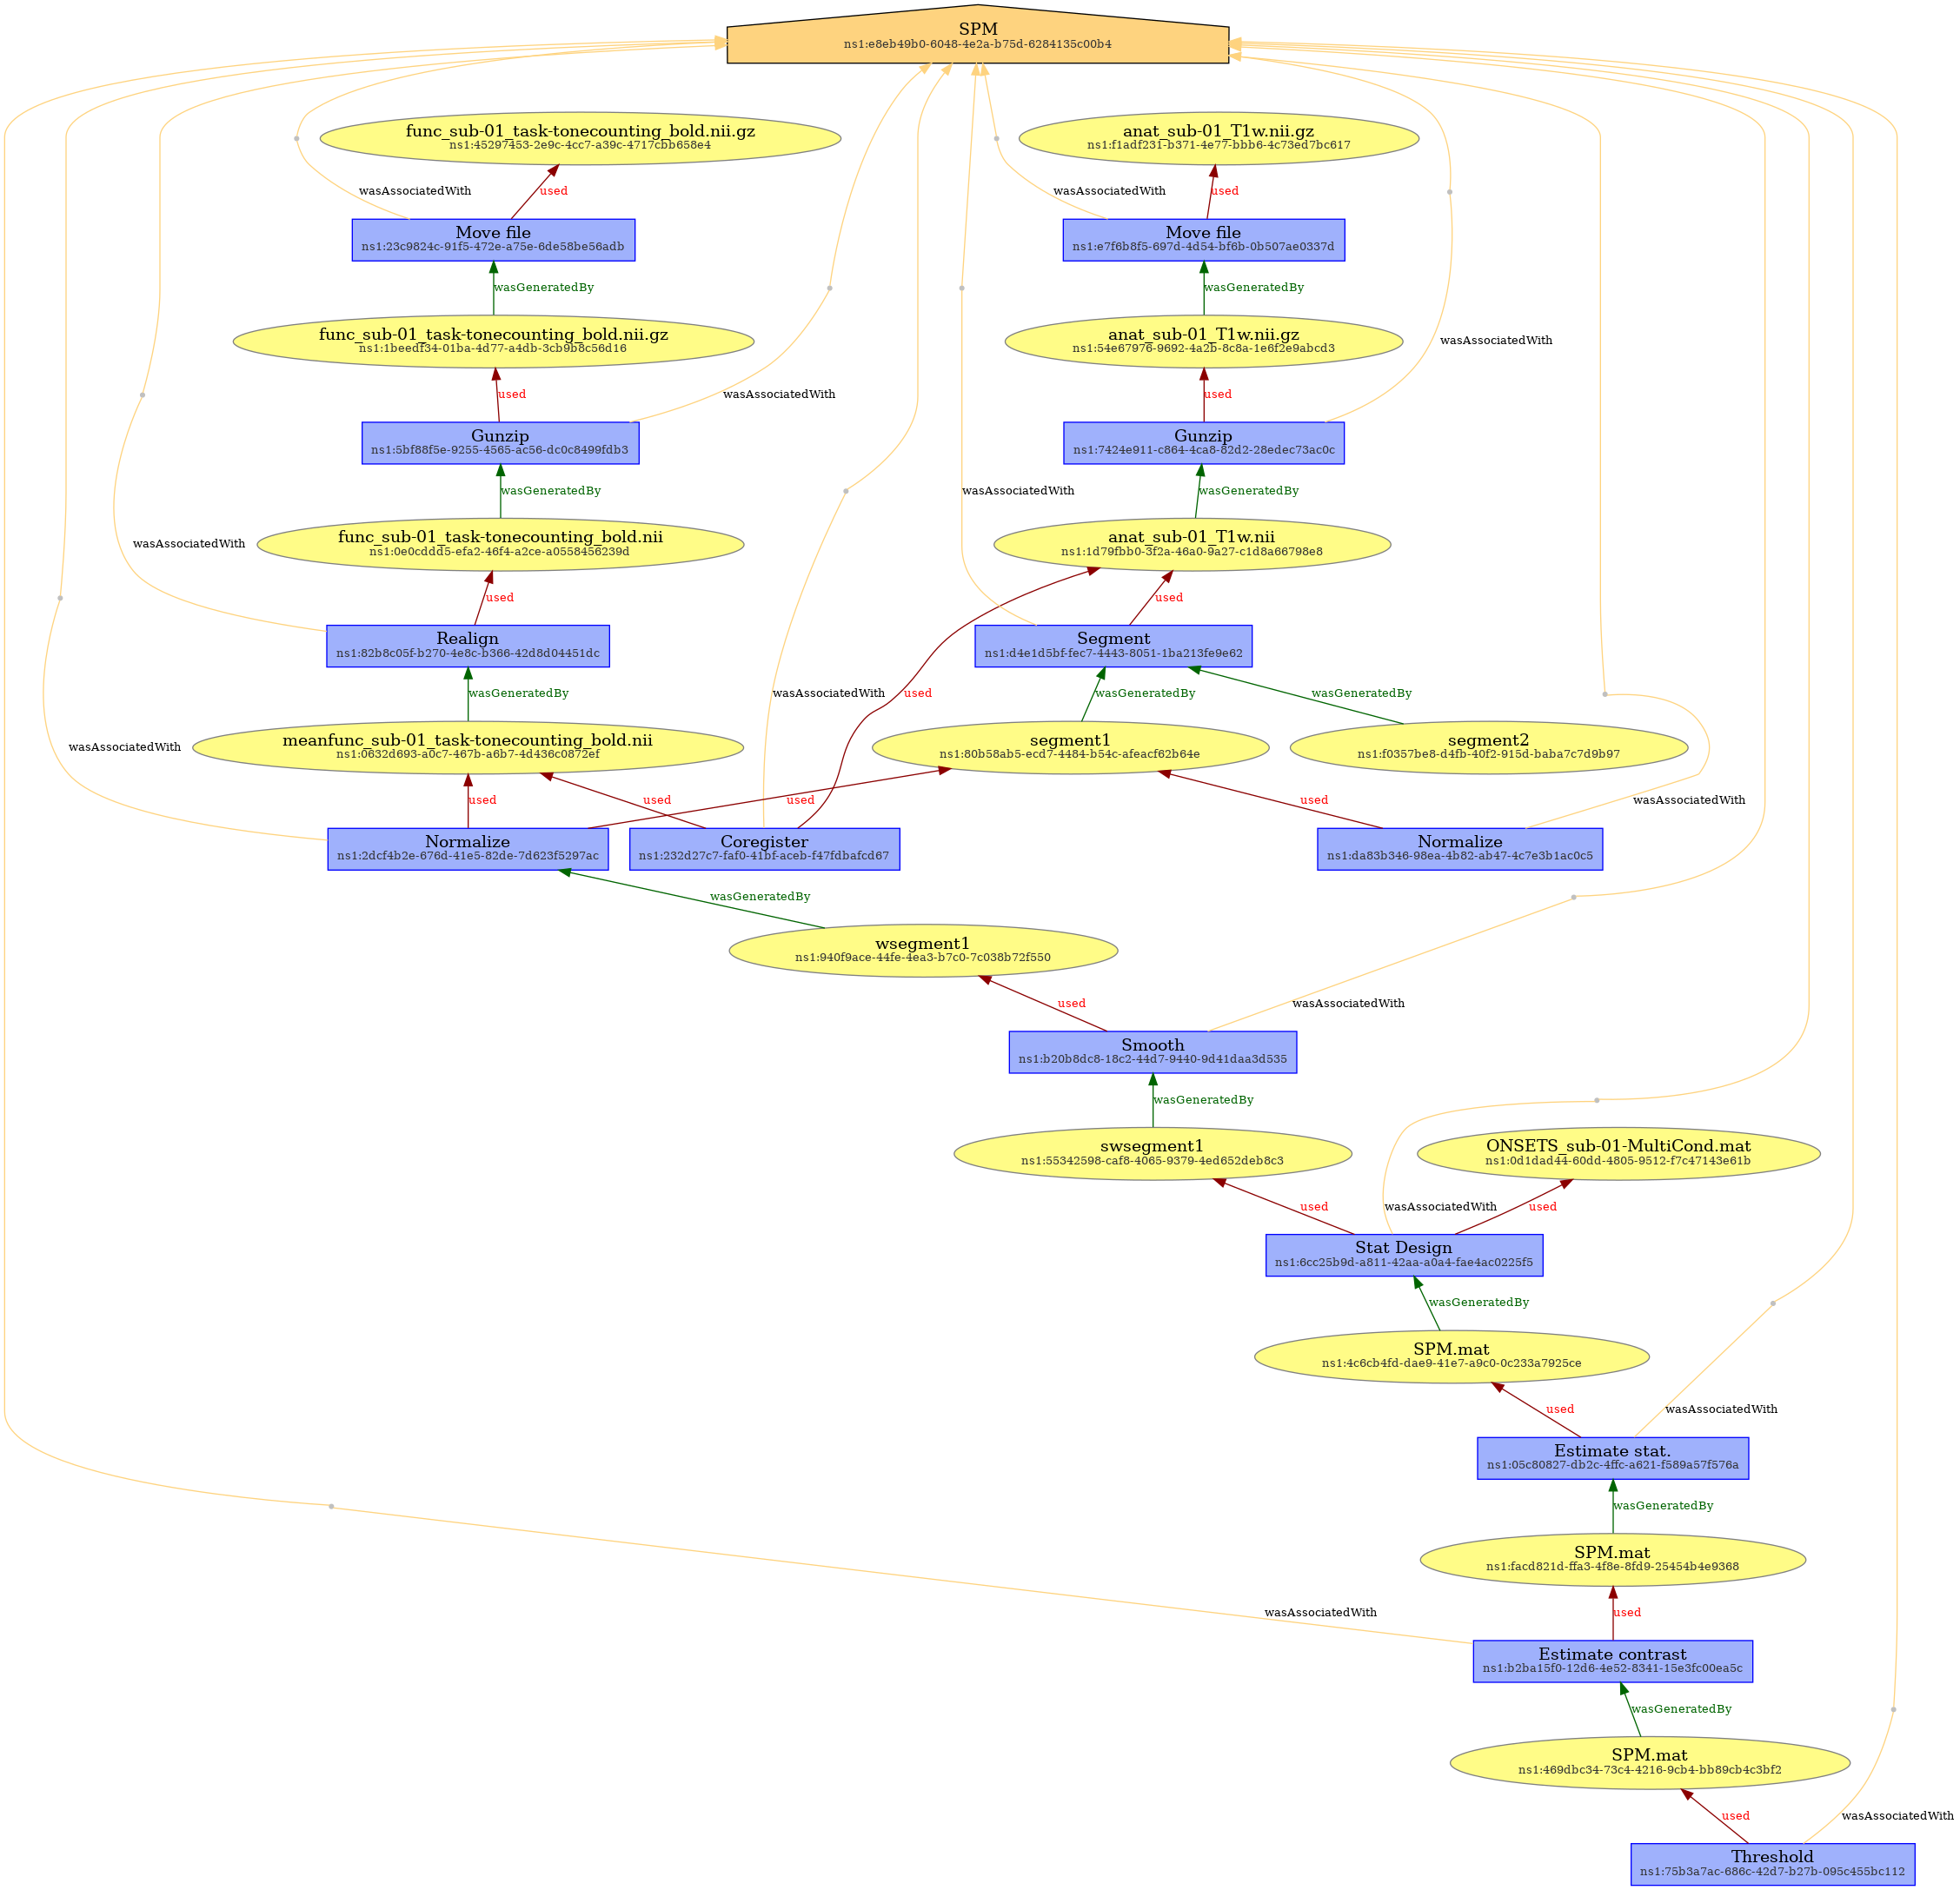 SPM
ns1:e8eb49b0-6048-4e2a-b75d-6284135c00b4
func_sub-01_task-tonecounting_bold.nii.gz
ns1:45297453-2e9c-4cc7-a39c-4717cbb658e4
anat_sub-01_T1w.nii.gz
ns1:f1adf231-b371-4e77-bbb6-4c73ed7bc617
wasAssociatedWith
used
wasAssociatedWith
used
Move file
ns1:23c9824c-91f5-472e-a75e-6de58be56adb
Move file
ns1:e7f6b8f5-697d-4d54-bf6b-0b507ae0337d
wasGeneratedBy
wasGeneratedBy
func_sub-01_task-tonecounting_bold.nii.gz
ns1:1beedf34-01ba-4d77-a4db-3cb9b8c56d16
anat_sub-01_T1w.nii.gz
ns1:54e67976-9692-4a2b-8c8a-1e6f2e9abcd3
wasAssociatedWith
used
wasAssociatedWith
used
Gunzip
ns1:5bf88f5e-9255-4565-ac56-dc0c8499fdb3
Gunzip
ns1:7424e911-c864-4ca8-82d2-28edec73ac0c
wasGeneratedBy
wasAssociatedWith
wasGeneratedBy
func_sub-01_task-tonecounting_bold.nii
ns1:0e0cddd5-efa2-46f4-a2ce-a0558456239d
anat_sub-01_T1w.nii
ns1:1d79fbb0-3f2a-46a0-9a27-c1d8a66798e8
wasAssociatedWith
used
used
Realign
ns1:82b8c05f-b270-4e8c-b366-42d8d04451dc
Segment
ns1:d4e1d5bf-fec7-4443-8051-1ba213fe9e62
wasGeneratedBy
wasAssociatedWith
used
wasGeneratedBy
wasGeneratedBy
wasAssociatedWith
meanfunc_sub-01_task-tonecounting_bold.nii
ns1:0632d693-a0c7-467b-a6b7-4d436c0872ef
segment1
ns1:80b58ab5-ecd7-4484-b54c-afeacf62b64e
segment2
ns1:f0357be8-d4fb-40f2-915d-baba7c7d9b97
used
used
used
used
wasAssociatedWith
Normalize
ns1:2dcf4b2e-676d-41e5-82de-7d623f5297ac
Coregister
ns1:232d27c7-faf0-41bf-aceb-f47fdbafcd67
Normalize
ns1:da83b346-98ea-4b82-ab47-4c7e3b1ac0c5
wasGeneratedBy
wsegment1
ns1:940f9ace-44fe-4ea3-b7c0-7c038b72f550
used
wasAssociatedWith
Smooth
ns1:b20b8dc8-18c2-44d7-9440-9d41daa3d535
wasGeneratedBy
swsegment1
ns1:55342598-caf8-4065-9379-4ed652deb8c3
ONSETS_sub-01-MultiCond.mat
ns1:0d1dad44-60dd-4805-9512-f7c47143e61b
used
wasAssociatedWith
used
Stat Design
ns1:6cc25b9d-a811-42aa-a0a4-fae4ac0225f5
wasGeneratedBy
SPM.mat
ns1:4c6cb4fd-dae9-41e7-a9c0-0c233a7925ce
used
wasAssociatedWith
Estimate stat.
ns1:05c80827-db2c-4ffc-a621-f589a57f576a
wasGeneratedBy
SPM.mat
ns1:facd821d-ffa3-4f8e-8fd9-25454b4e9368
wasAssociatedWith
used
Estimate contrast
ns1:b2ba15f0-12d6-4e52-8341-15e3fc00ea5c
wasGeneratedBy
SPM.mat
ns1:469dbc34-73c4-4216-9cb4-bb89cb4c3bf2
used
wasAssociatedWith
Threshold
ns1:75b3a7ac-686c-42d7-b27b-095c455bc112